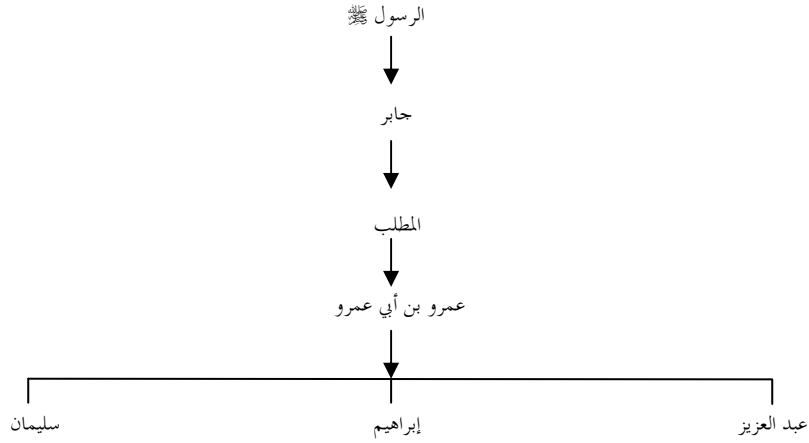 الرسول ﷺ
جابر
المطلب
عمرو بن أبي عمرو
عبد العزيز إبراهيم سليمان